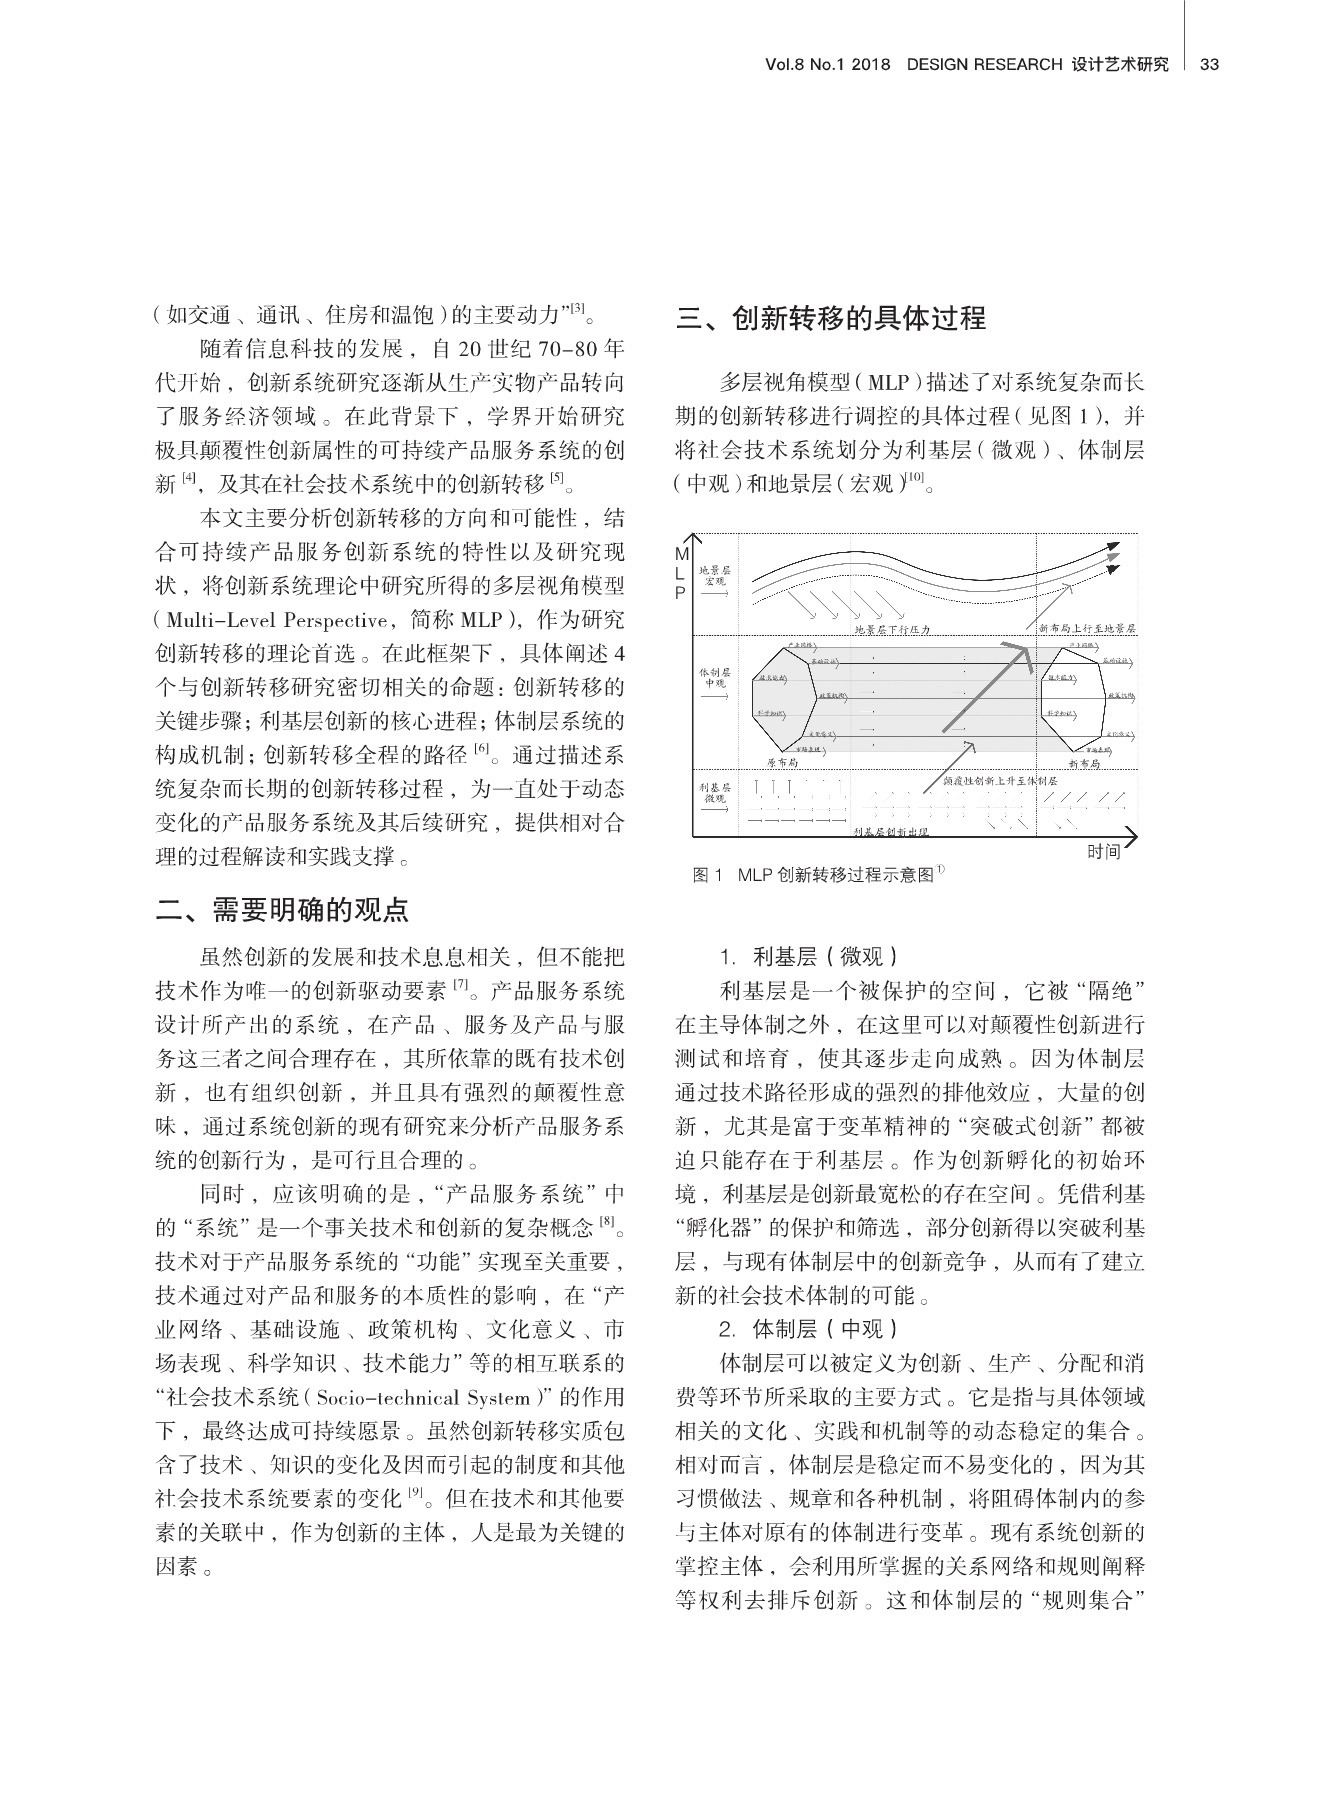 Vol.8 No.1 2018 DESIGN RESEARCH 设计艺术研究 33
（如交通、通讯、住房和温饱）的主要动力”[3]。
随着信息科技的发展，自 20 世纪 70–80 年
代开始，创新系统研究逐渐从生产实物产品转向
了服务经济领域。在此背景下，学界开始研究
极具颠覆性创新属性的可持续产品服务系统的创
新 [4]，及其在社会技术系统中的创新转移 [5]。
本文主要分析创新转移的方向和可能性，结
合可持续产品服务创新系统的特性以及研究现
状，将创新系统理论中研究所得的多层视角模型
（Multi–Level Perspective，简称 MLP），作为研究
创新转移的理论首选。在此框架下，具体阐述 4
个与创新转移研究密切相关的命题：创新转移的
关键步骤；利基层创新的核心进程；体制层系统的
构成机制；创新转移全程的路径 [6]。通过描述系
统复杂而长期的创新转移过程，为一直处于动态
变化的产品服务系统及其后续研究，提供相对合
理的过程解读和实践支撑。
二、需要明确的观点
虽然创新的发展和技术息息相关，但不能把
技术作为唯一的创新驱动要素 [7]。产品服务系统
设计所产出的系统，在产品、服务及产品与服
务这三者之间合理存在，其所依靠的既有技术创
新，也有组织创新，并且具有强烈的颠覆性意
味，通过系统创新的现有研究来分析产品服务系
统的创新行为，是可行且合理的。
同时，应该明确的是，“产品服务系统”中
的“系统”是一个事关技术和创新的复杂概念 [8]。
技术对于产品服务系统的“功能”实现至关重要，
技术通过对产品和服务的本质性的影响，在“产
业网络、基础设施、政策机构、文化意义、市
场表现、科学知识、技术能力”等的相互联系的
“社会技术系统（Socio–technical System）”的作用
下，最终达成可持续愿景。虽然创新转移实质包
含了技术、知识的变化及因而引起的制度和其他
社会技术系统要素的变化 [9]。但在技术和其他要
素的关联中，作为创新的主体，人是最为关键的
因素。
三、创新转移的具体过程
多层视角模型（MLP）描述了对系统复杂而长
期的创新转移进行调控的具体过程（见图 1），并
将社会技术系统划分为利基层（微观）、体制层
（中观）和地景层（宏观）[10]。
MLP
地景层
宏观
地景层下行压力
新布局上行至地景层
体制层
中观
产业网络
基础设施
技术能力
政策机构
科学知识
文化意义
市场表现
原布局
产业网络
基础设施
技术能力
政策机构
科学知识
文化意义
市场表现
新布局
利基层
微观
颠覆性创新上升至体制层
利基层创新出现
时间
图 1 MLP 创新转移过程示意图①
1. 利基层（微观）
利基层是一个被保护的空间，它被“隔绝”
在主导体制之外，在这里可以对颠覆性创新进行
测试和培育，使其逐步走向成熟。因为体制层
通过技术路径形成的强烈的排他效应，大量的创
新，尤其是富于变革精神的“突破式创新”都被
迫只能存在于利基层。作为创新孵化的初始环
境，利基层是创新最宽松的存在空间。凭借利基
“孵化器”的保护和筛选，部分创新得以突破利基
层，与现有体制层中的创新竞争，从而有了建立
新的社会技术体制的可能。
2. 体制层（中观）
体制层可以被定义为创新、生产、分配和消
费等环节所采取的主要方式。它是指与具体领域
相关的文化、实践和机制等的动态稳定的集合。
相对而言，体制层是稳定而不易变化的，因为其
习惯做法、规章和各种机制，将阻碍体制内的参
与主体对原有的体制进行变革。现有系统创新的
掌控主体，会利用所掌握的关系网络和规则阐释
等权利去排斥创新。这和体制层的“规则集合”